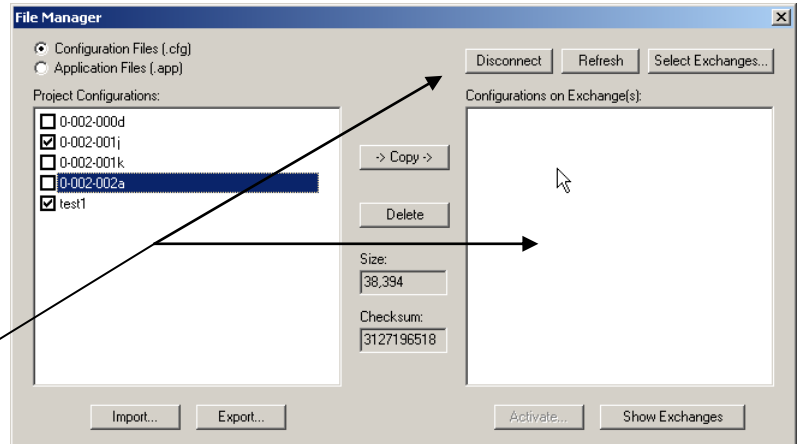 File Manager
Configuration Files (.cfg)
Application Files (.app)
Disconnect
Refresh
Select Exchanges...
Project Configurations:
Configurations on Exchange(s):
0-002-000d
0-002-001j
0-002-001k
0-002-002a
test1
-> Copy ->
Delete
Size:
38,394
Checksum:
3127196518
Import...
Export...
Activate...
Show Exchanges